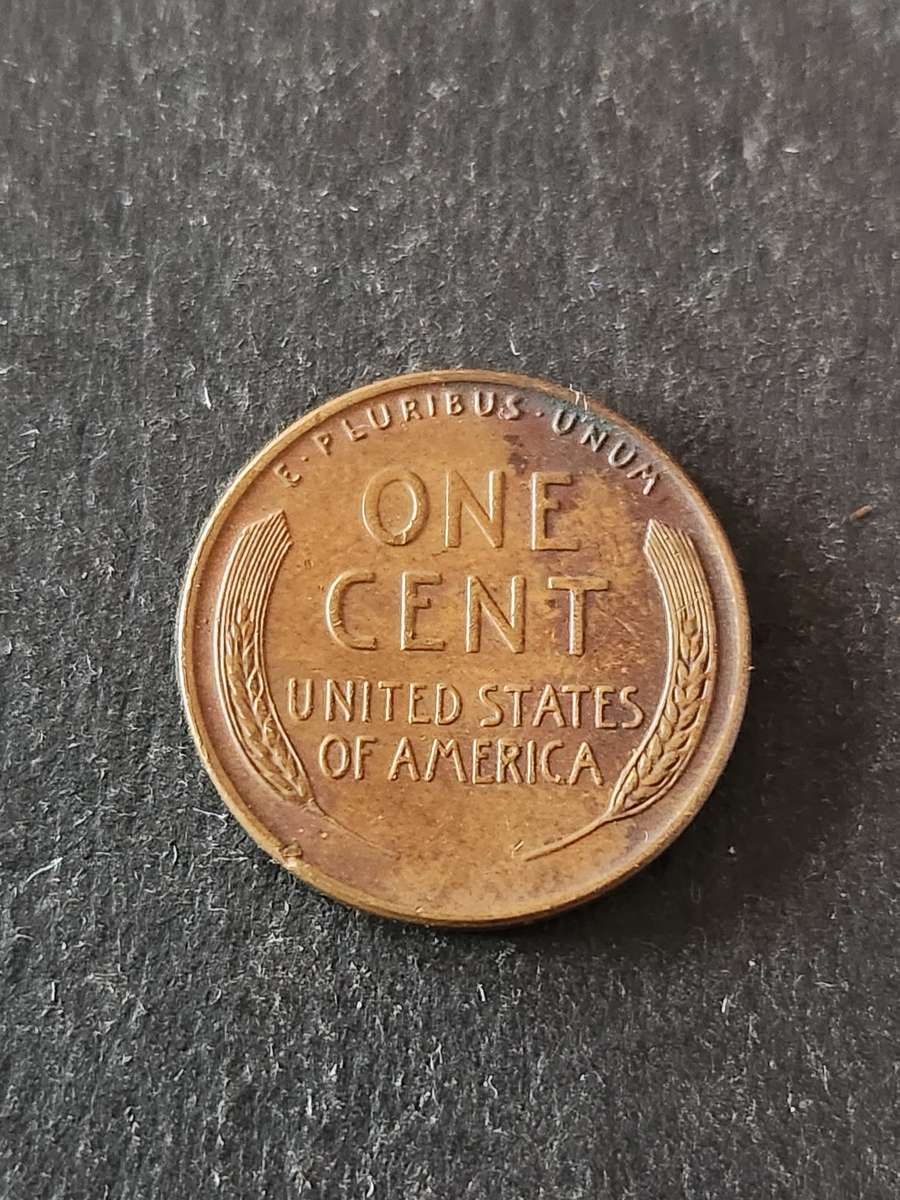 E·PLURIBUS·UNUM
ONE
CENT
UNITED STATES
OF AMERICA